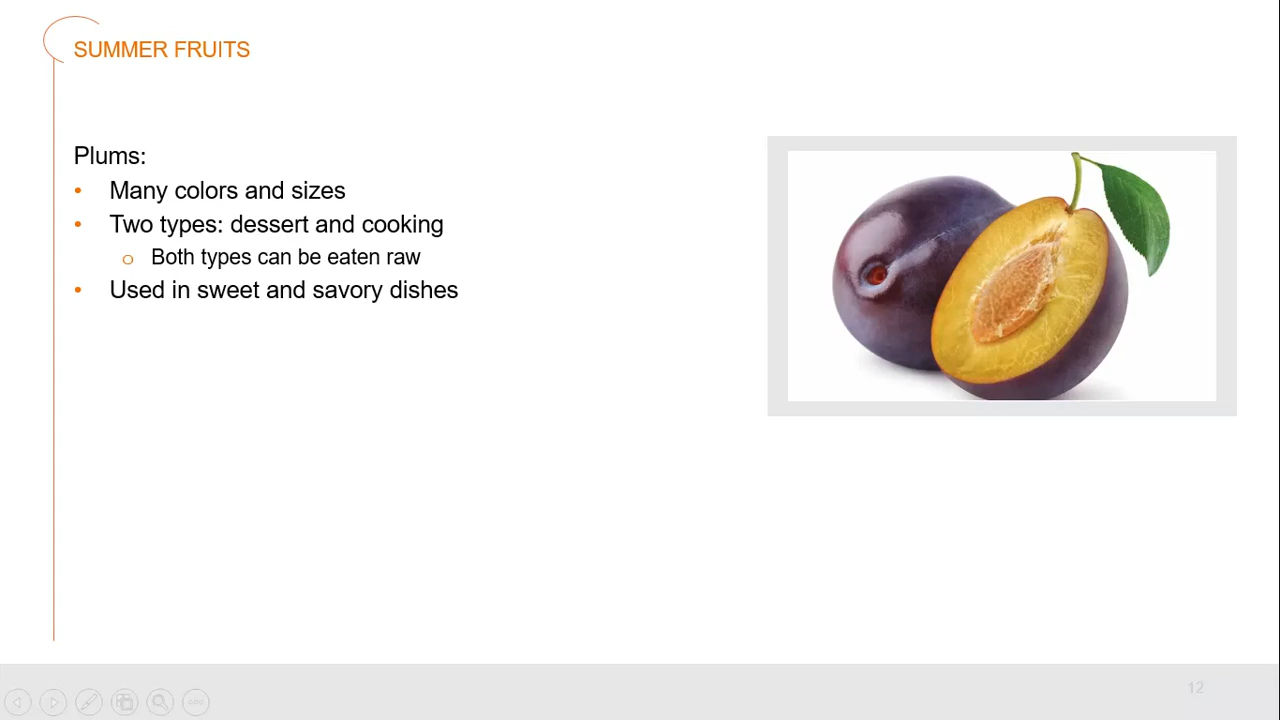 SUMMER FRUITS
Plums:
• Many colors and sizes
• Two types: dessert and cooking
o Both types can be eaten raw
• Used in sweet and savory dishes
12